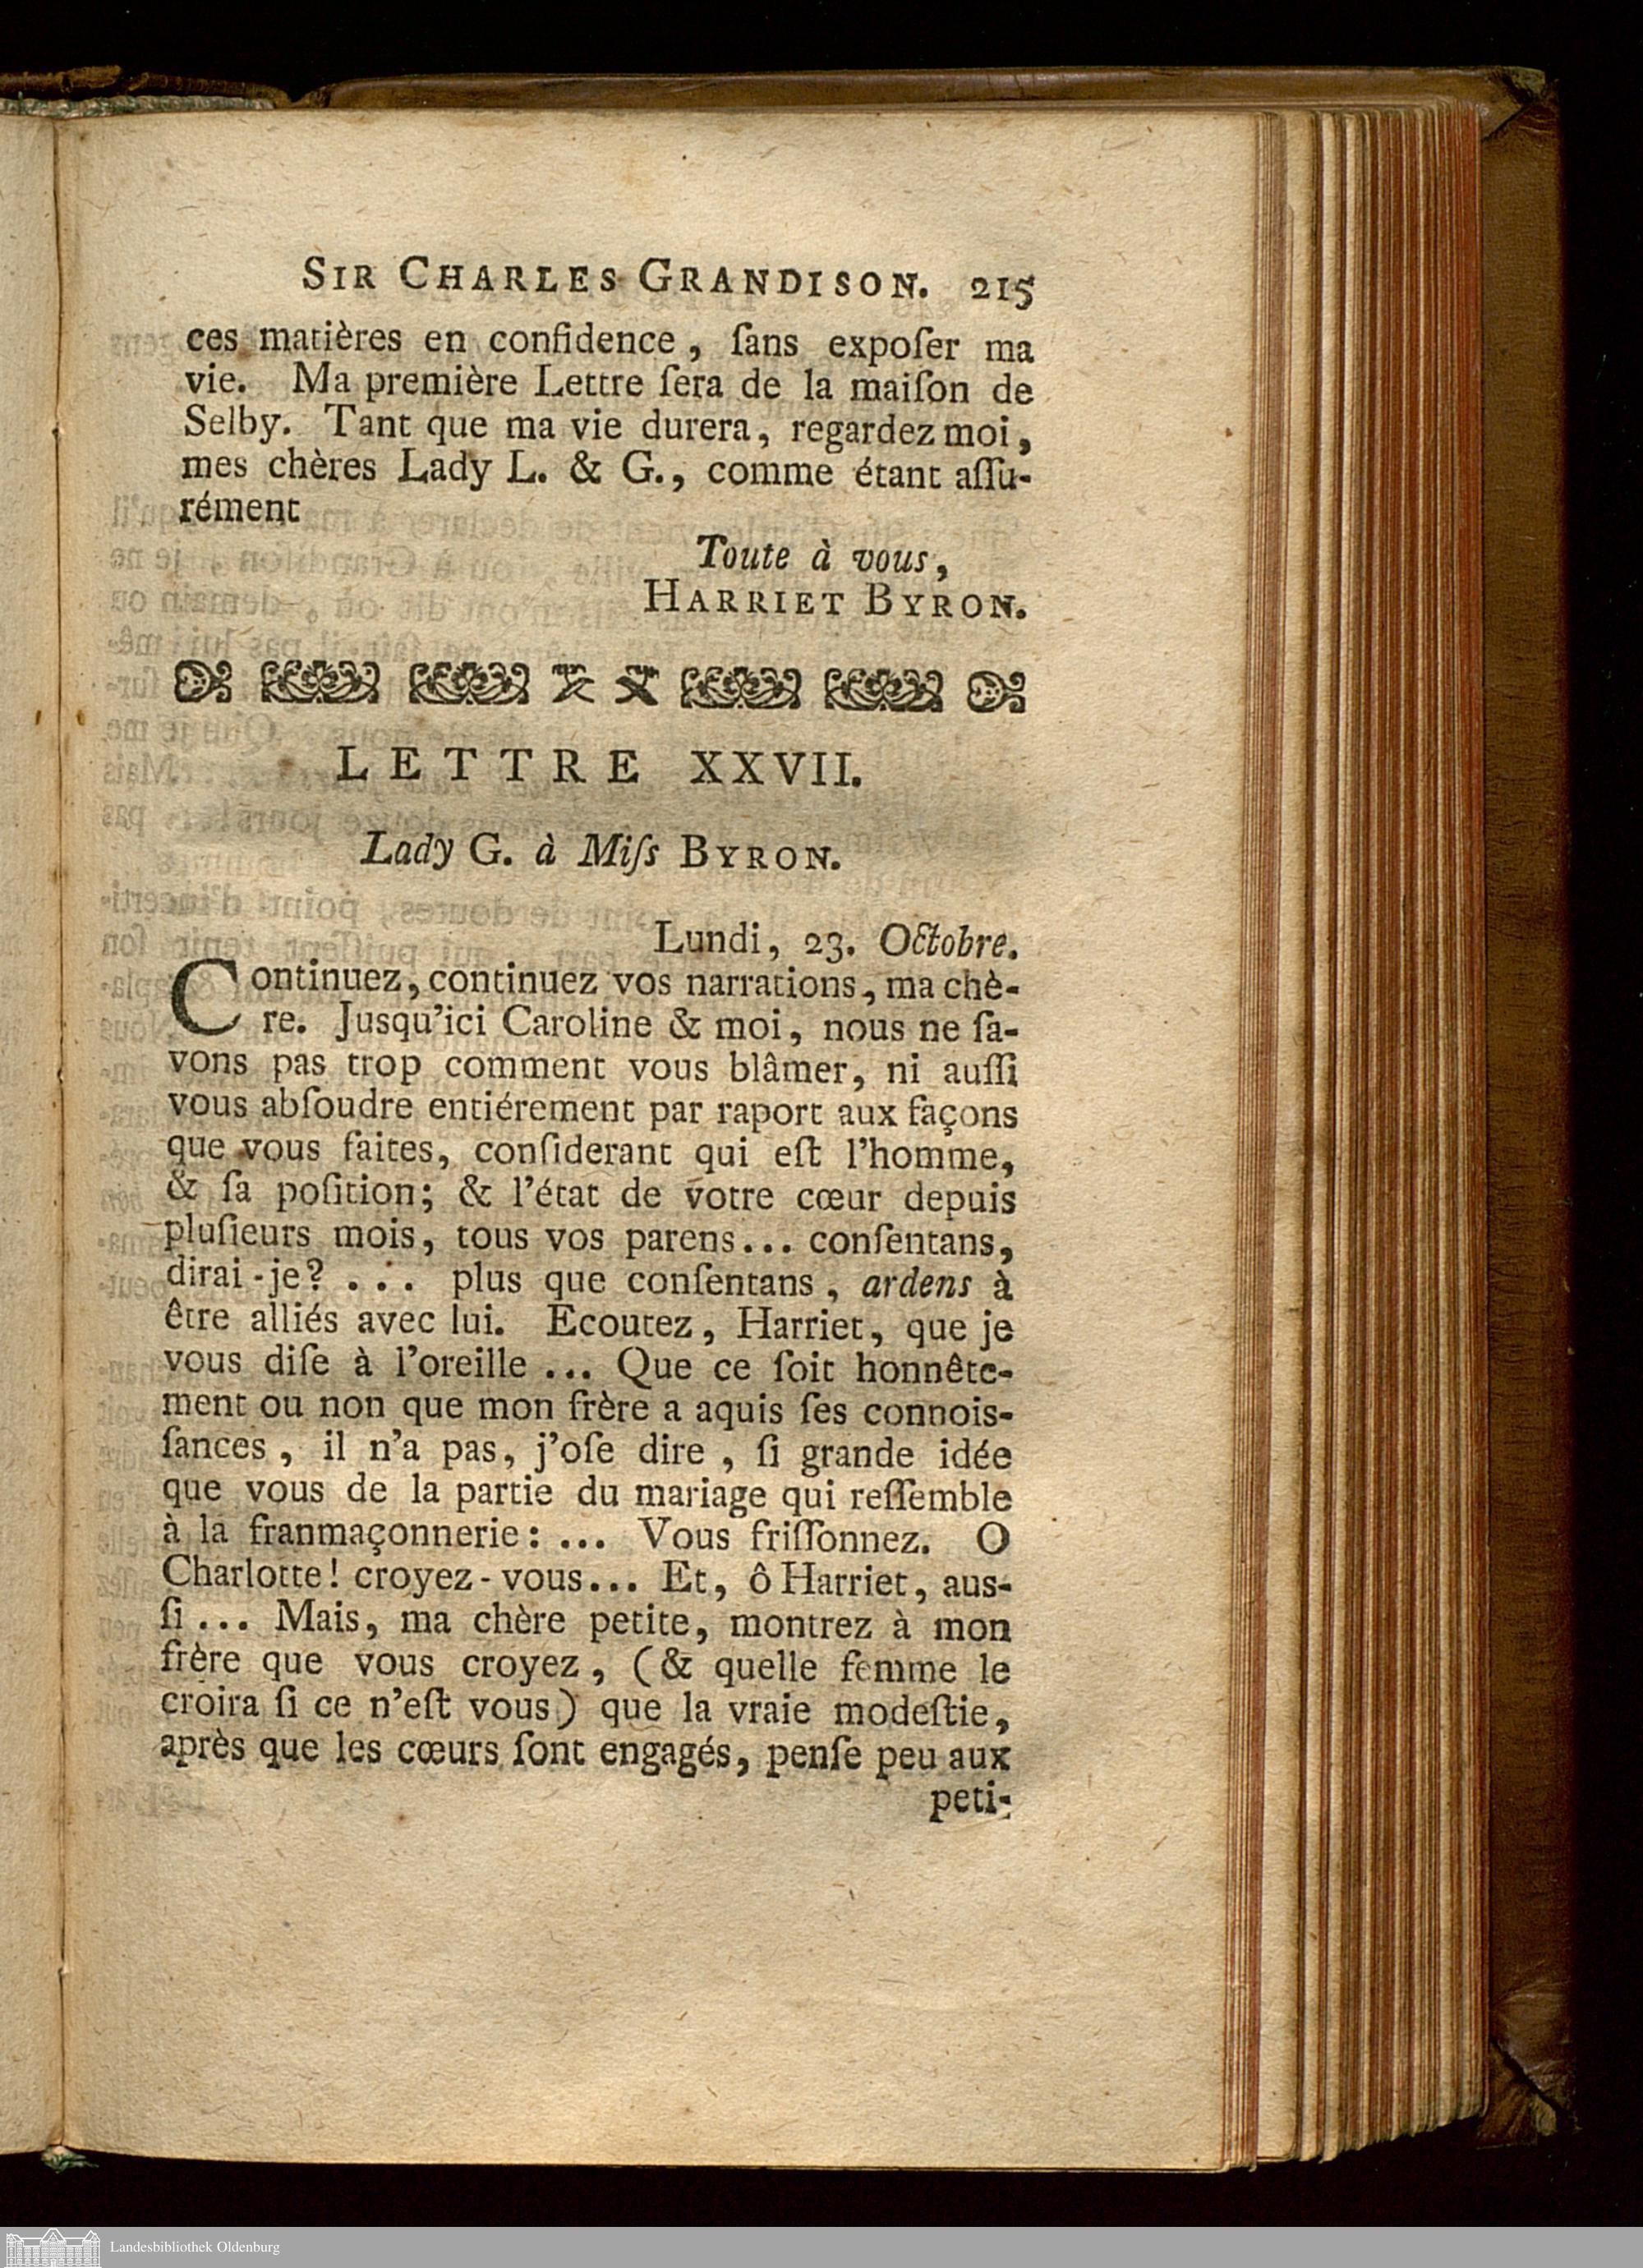 SIR CHARLES GRANDISON. 215
ces matières en confidence, ſans expoſer ma
vie. Ma première Lettre ſera de la maiſon de
Selby. Tant que ma vie durera, regardez moi,
mes chères Lady L. & G., comme étant aſſu-
rément
Toute à vous,
HARRIET BYRON.
LETTRE XXVII.
Lady G. à Miſs BYRON.
Lundi, 23. Octobre.
Continuez, continuez vos narrations, ma chè-
re. Jusqu'ici Caroline & moi, nous ne ſa-
vons pas trop comment vous blâmer, ni auſſi
vous abſoudre entiérement par raport aux façons
que vous faites, conſiderant qui eſt l'homme,
& ſa poſition; & l'état de votre cœur depuis
pluſieurs mois, tous vos parens... conſentans,
dirai-je? ... plus que conſentans, ardens à
être alliés avec lui. Ecoutez, Harriet, que je
vous diſe à l'oreille ... Que ce ſoit honnête-
ment ou non que mon frère a aquis ſes connois-
ſances, il n'a pas, j'oſe dire, ſi grande idée
que vous de la partie du mariage qui reſſemble
à la franmaçonnerie: ... Vous friſſonnez. O
Charlotte! croyez-vous... Et, ô Harriet, aus-
ſi... Mais, ma chère petite, montrez à mon
frère que vous croyez, (& quelle femme le
croira ſi ce n'eſt vous) que la vraie modeſtie,
après que les cœurs ſont engagés, penſe peu aux
peti-
Landesbibliothek Oldenburg